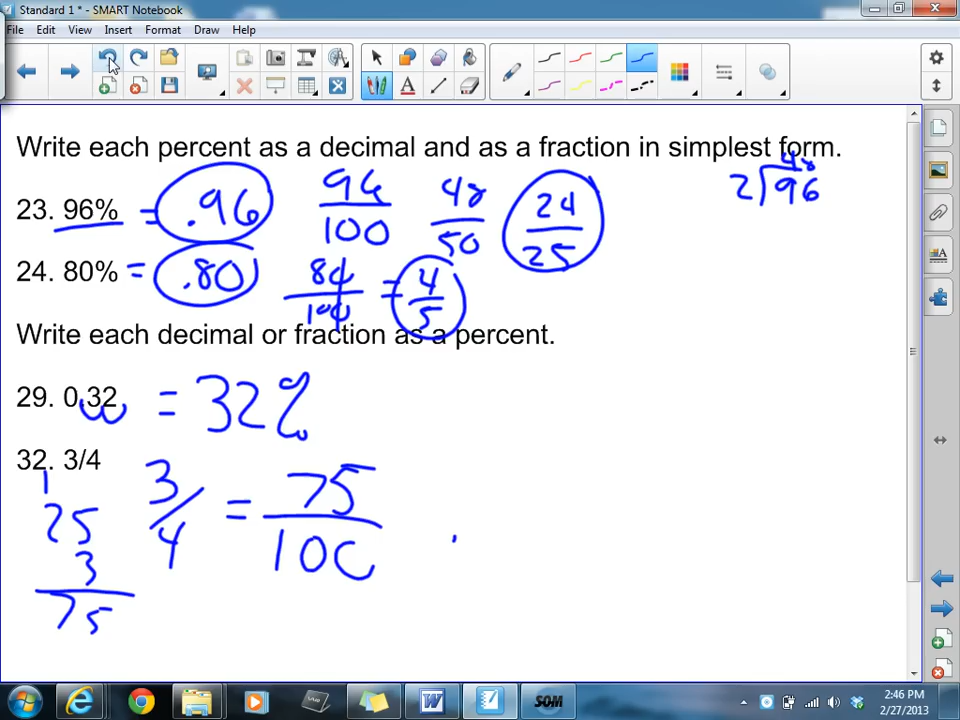 Standard 1 * - SMART Notebook
File Edit View Insert Format Draw Help
Write each percent as a decimal and as a fraction in simplest form.
23. 96% = .96 96/100 48/50 24/25
2)96 48
24. 80% = .80 80/100 = 4/5
Write each decimal or fraction as a percent.
29. 0.32 = 32%
32. 3/4
3/4 = 75/100
1
25
3
75
SOM
2:46 PM
2/27/2013